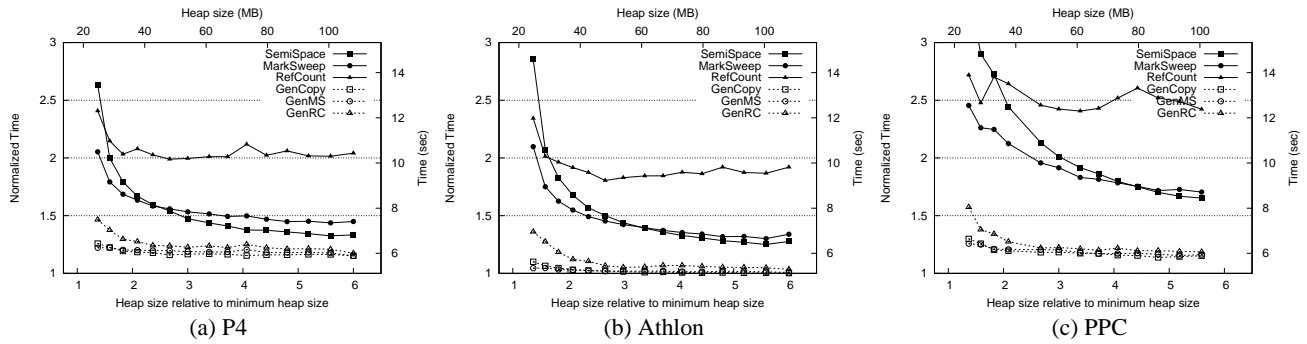 Heap size (MB)
20 40 60 80 100
3
2.5
2
1.5
1
Normalized Time
SemiSpace
MarkSweep
RefCount
GenCopy
GenMS
GenRC
14
12
10
8
6
Time (sec)
1 2 3 4 5 6
Heap size relative to minimum heap size
(a) P4
Heap size (MB)
20 40 60 80 100
3
2.5
2
1.5
1
Normalized Time
SemiSpace
MarkSweep
RefCount
GenCopy
GenMS
GenRC
14
12
10
8
6
Time (sec)
1 2 3 4 5 6
Heap size relative to minimum heap size
(b) Athlon
Heap size (MB)
20 40 60 80 100
3
2.5
2
1.5
1
Normalized Time
SemiSpace
MarkSweep
RefCount
GenCopy
GenMS
GenRC
14
12
10
8
6
Time (sec)
1 2 3 4 5 6
Heap size relative to minimum heap size
(c) PPC